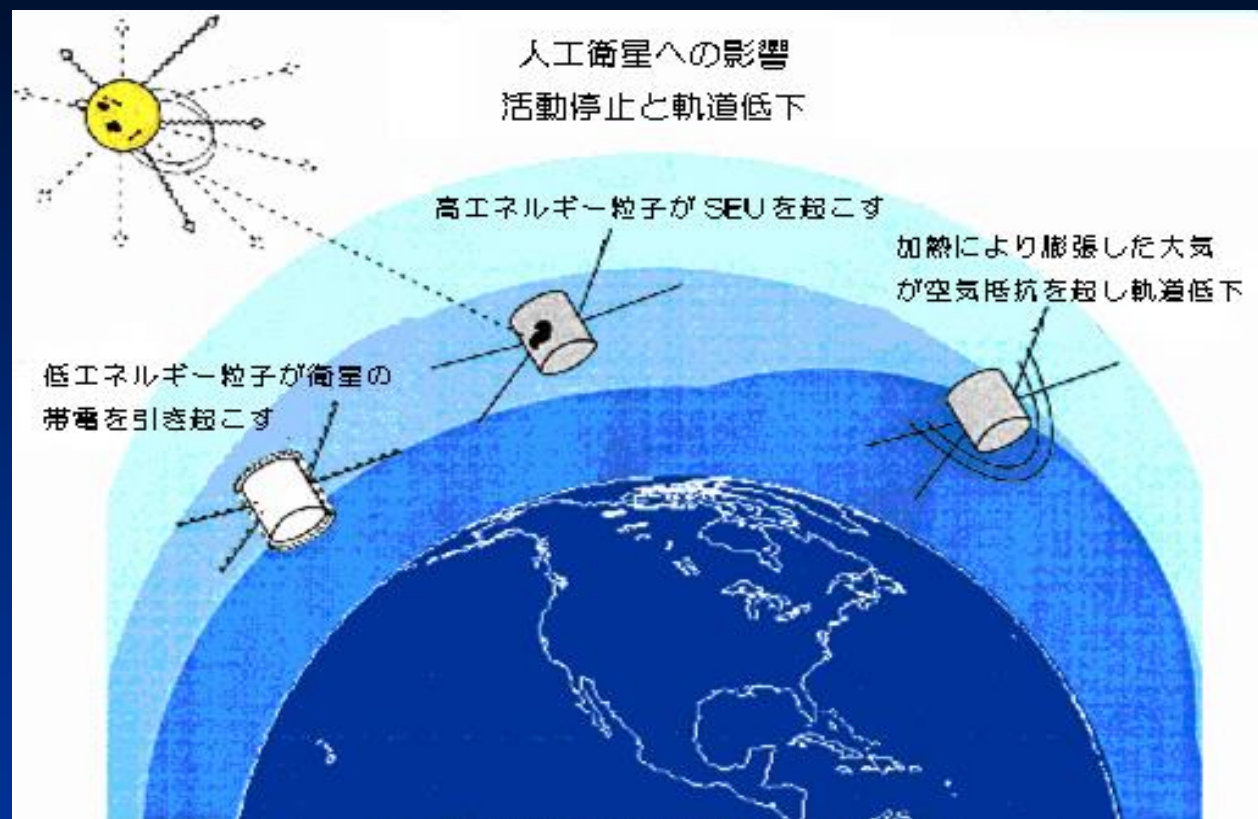 人工衛星への影響
活動停止と軌道低下
高エネルギー粒子がSEUを起こす
加熱により膨張した大気
が空気抵抗を起し軌道低下
低エネルギー粒子が衛星の
帯電を引き起こす